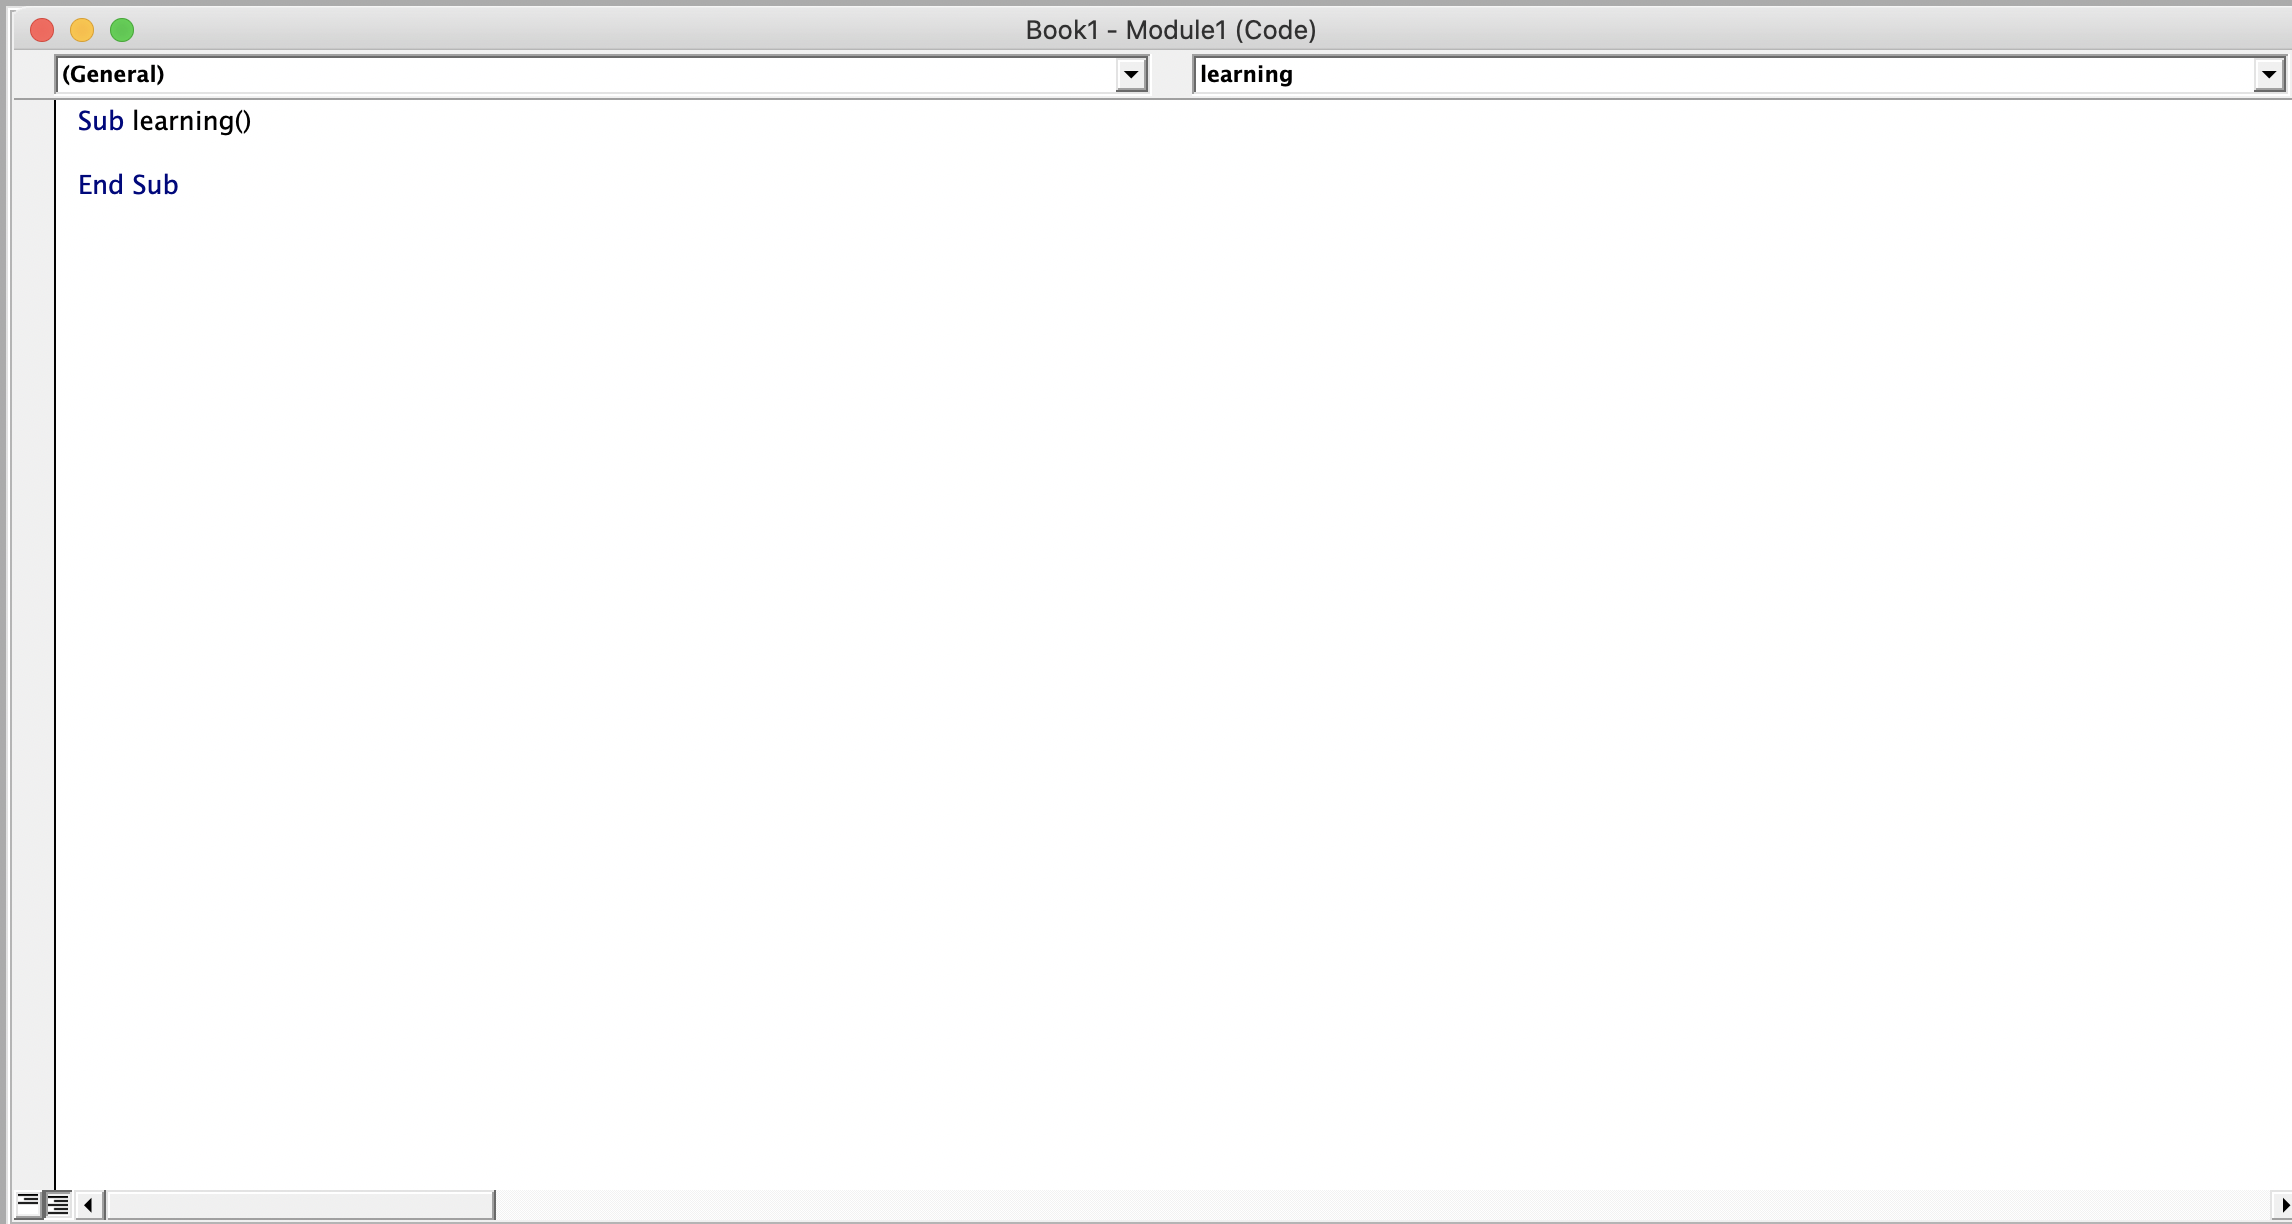 Book1 - Module1 (Code)
(General)
learning
Sub learning()
End Sub